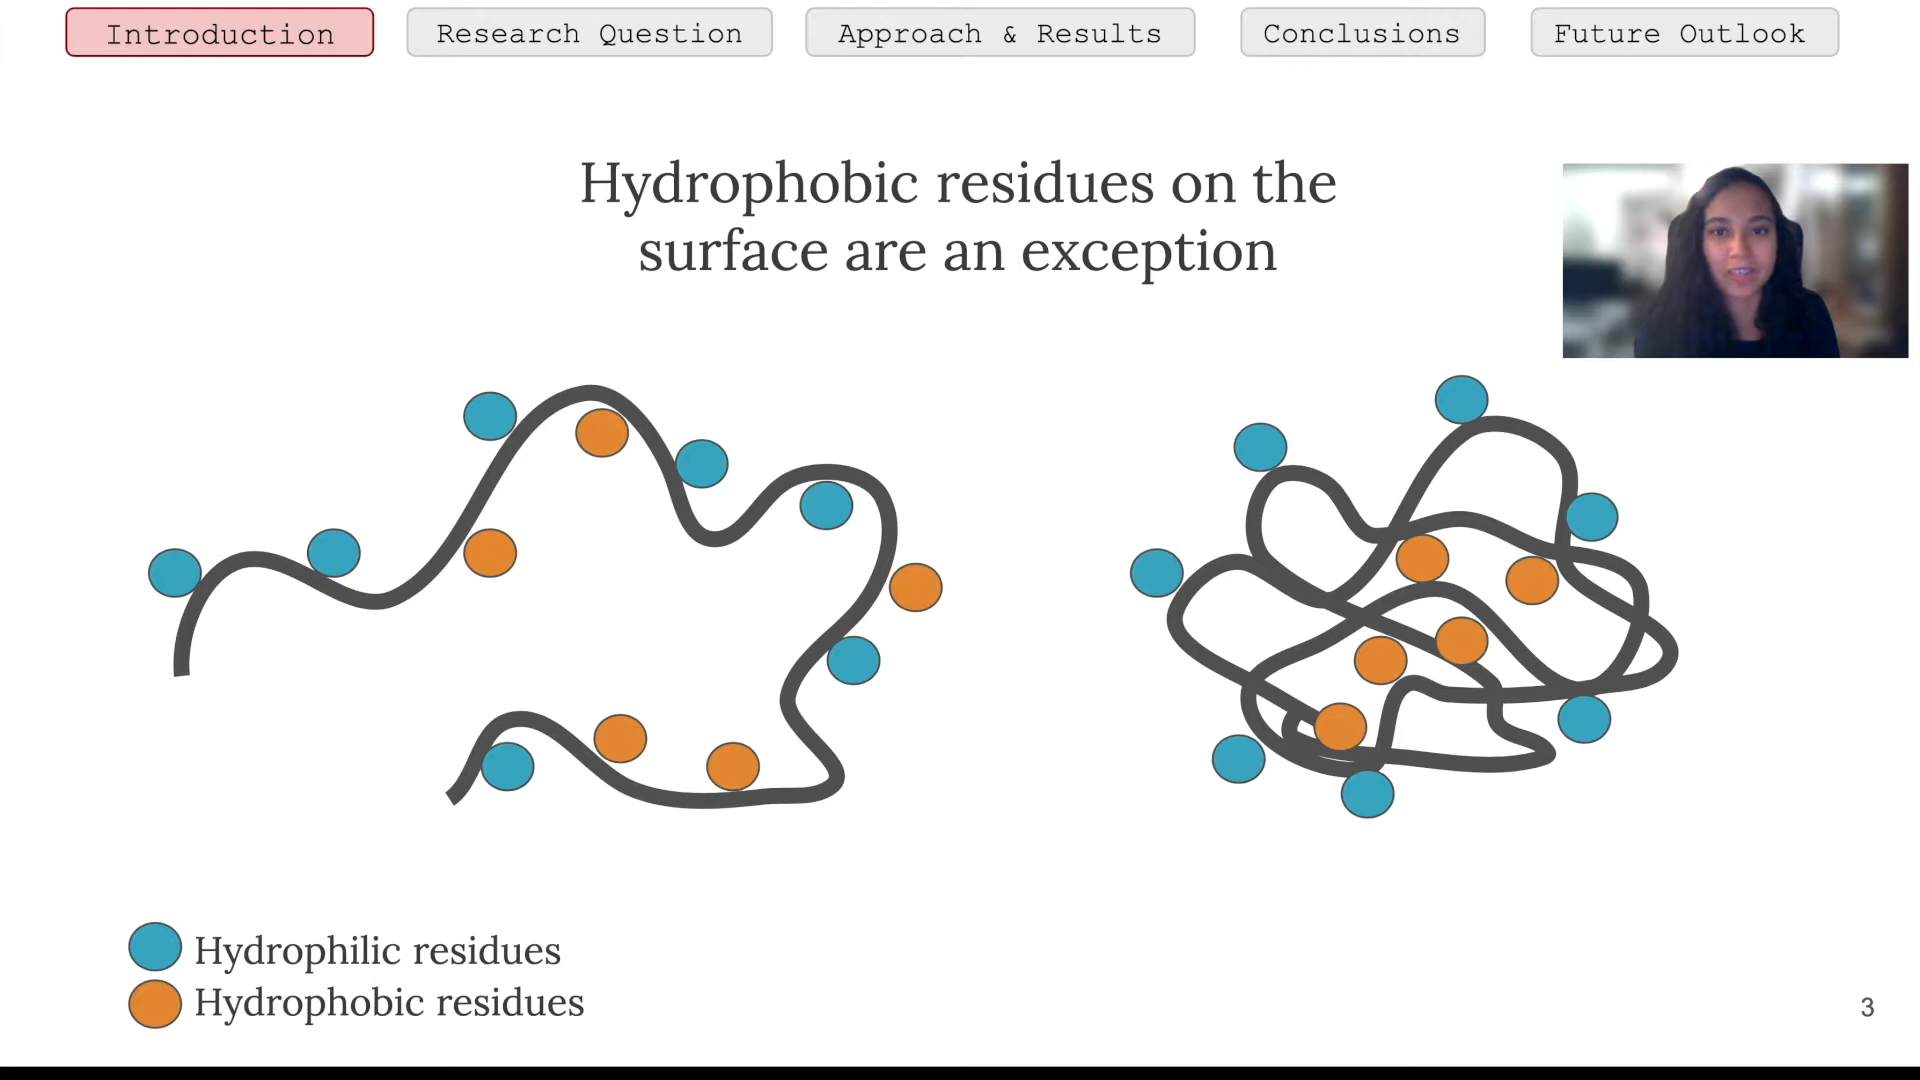 Introduction
Research Question
Approach & Results
Conclusions
Future Outlook
Hydrophobic residues on the
surface are an exception
Hydrophilic residues
Hydrophobic residues
3